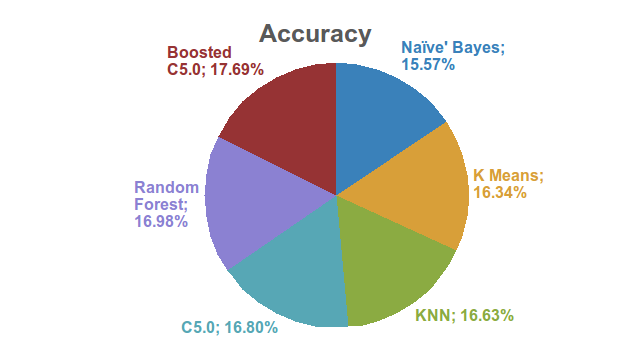 Accuracy
Naïve' Bayes;
15.57%
K Means;
16.34%
KNN; 16.63%
C5.0; 16.80%
Random
Forest;
16.98%
Boosted
C5.0; 17.69%